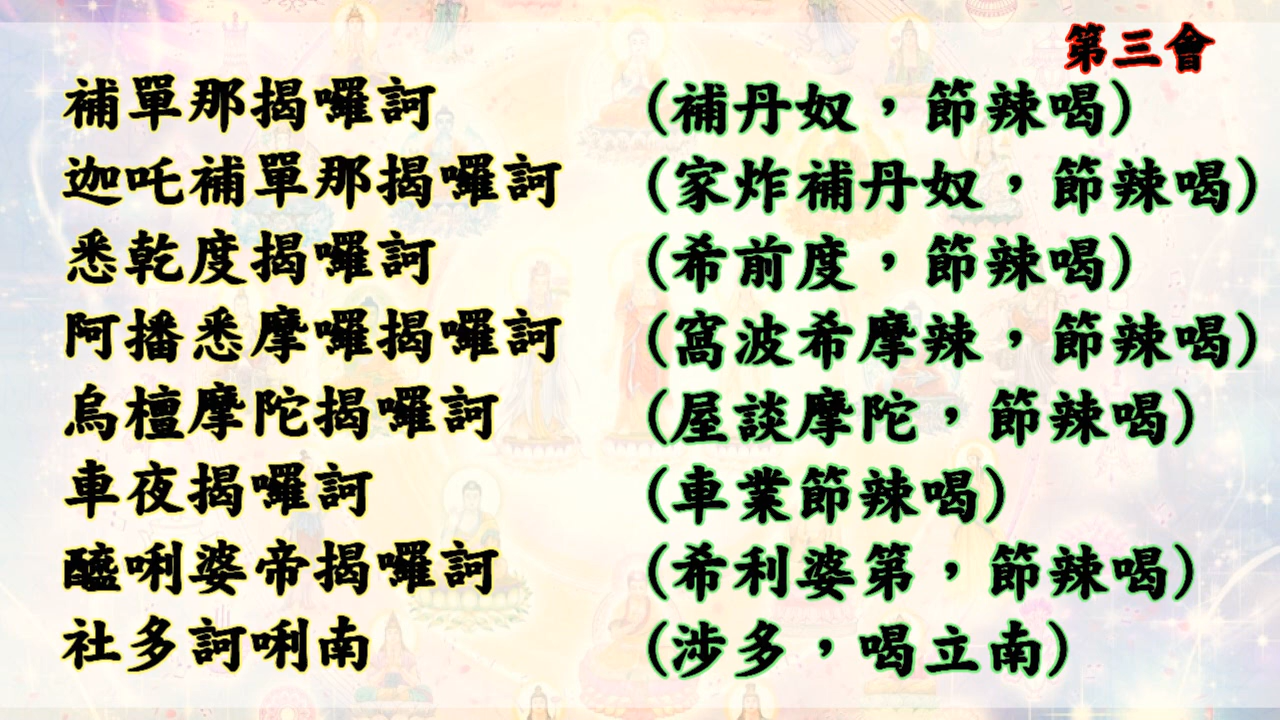 第三會
補單那揭囉訶 (補丹奴，節辣喝)
迦吒補單那揭囉訶 (家炸補丹奴，節辣喝)
悉乾度揭囉訶 (希前度，節辣喝)
阿播悉摩囉揭囉訶 (窩波希摩辣，節辣喝)
烏檀摩陀揭囉訶 (屋談摩陀，節辣喝)
車夜揭囉訶 (車業節辣喝)
醯唎婆帝揭囉訶 (希利婆第，節辣喝)
社多訶唎南 (涉多，喝立南)